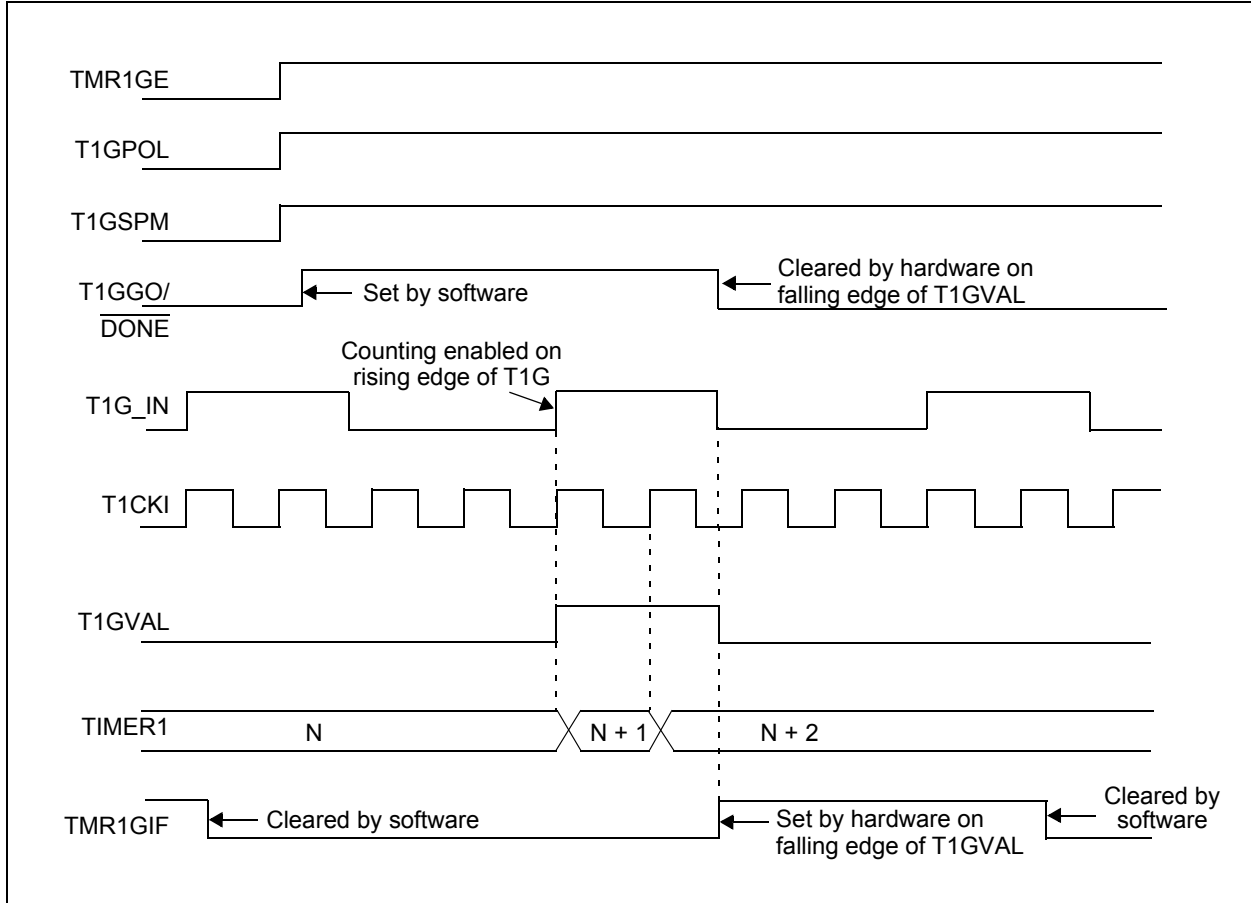 TMR1GE
T1GPOL
T1GSPM
T1GGO/
DONE
Set by software
Cleared by hardware on
falling edge of T1GVAL
Counting enabled on
rising edge of T1G
T1G_IN
T1CKI
T1GVAL
TIMER1
N
N + 1
N + 2
TMR1GIF
Cleared by software
Set by hardware on
falling edge of T1GVAL
Cleared by
software